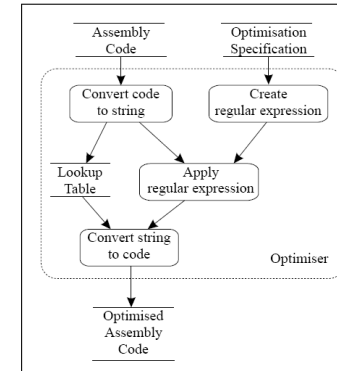 Assembly
Code
Optimisation
Specification
Convert code
to string
Create
regular expression
Lookup
Table
Apply
regular expression
Convert string
to code
Optimiser
Optimised
Assembly
Code